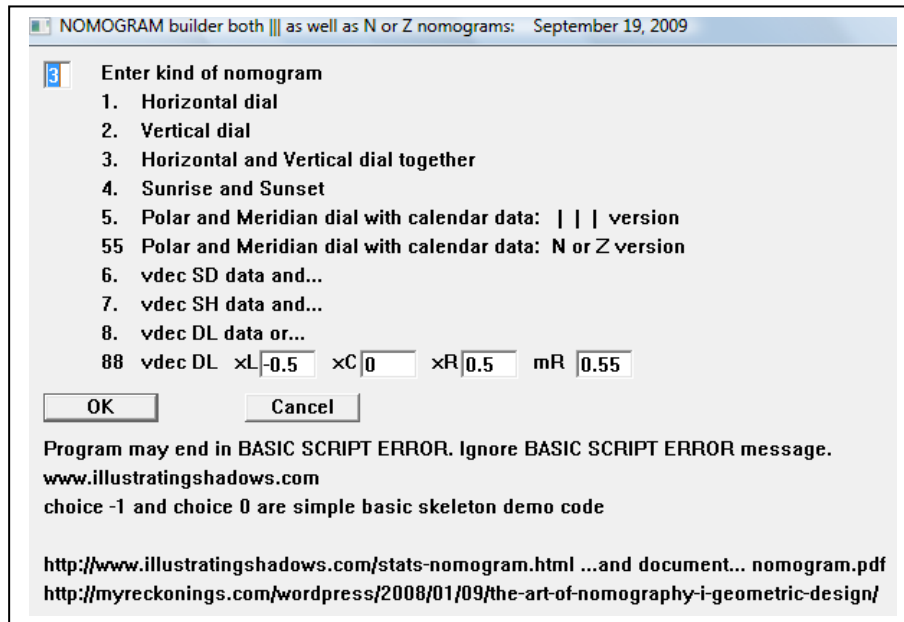 NOMOGRAM builder both ||| as well as N or Z nomograms: September 19, 2009
3 Enter kind of nomogram
1. Horizontal dial
2. Vertical dial
3. Horizontal and Vertical dial together
4. Sunrise and Sunset
5. Polar and Meridian dial with calendar data: | | | version
55 Polar and Meridian dial with calendar data: N or Z version
6. vdec SD data and...
7. vdec SH data and...
8. vdec DL data or...
88 vdec DL xL -0.5 xC 0 xR 0.5 mR 0.55
OK Cancel
Program may end in BASIC SCRIPT ERROR. Ignore BASIC SCRIPT ERROR message.
www.illustratingshadows.com
choice -1 and choice 0 are simple basic skeleton demo code
http://www.illustratingshadows.com/stats-nomogram.html ...and document... nomogram.pdf
http://myreckonings.com/wordpress/2008/01/09/the-art-of-nomography-i-geometric-design/